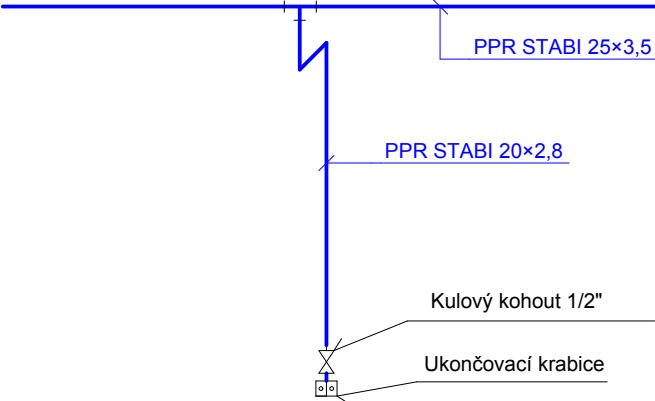 PPR STABI 25×3,5
PPR STABI 20×2,8
Kulový kohout 1/2"
Ukončovací krabice